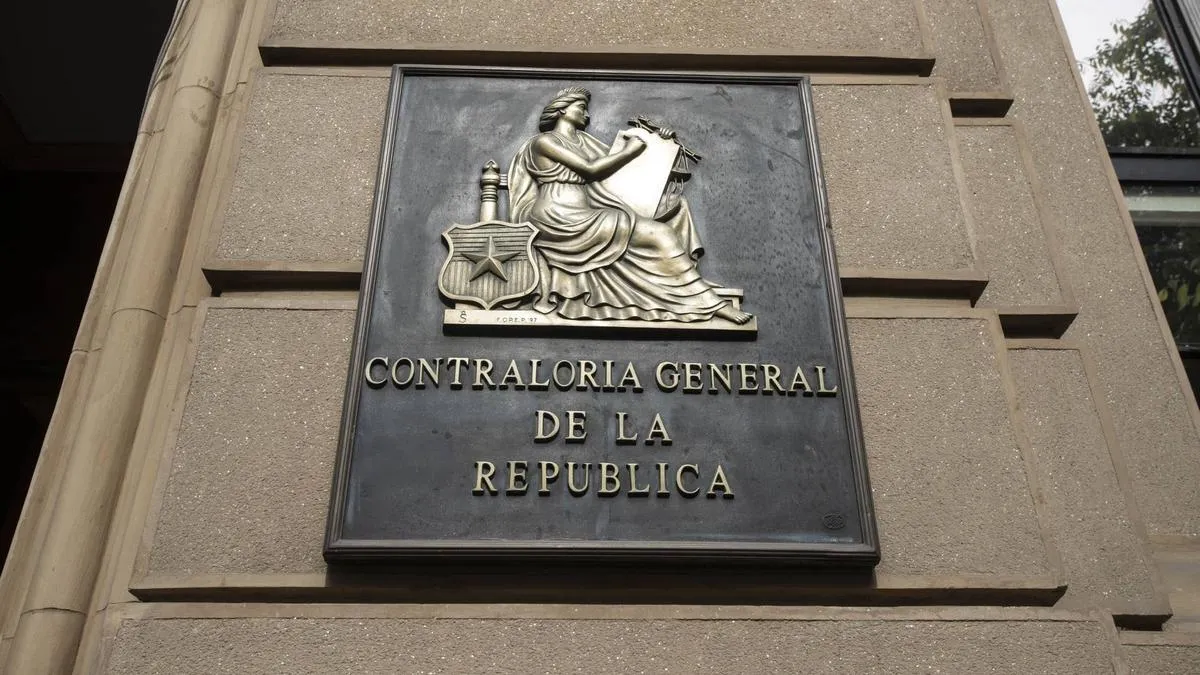 CONTRALORIA GENERAL
DE LA
REPUBLICA